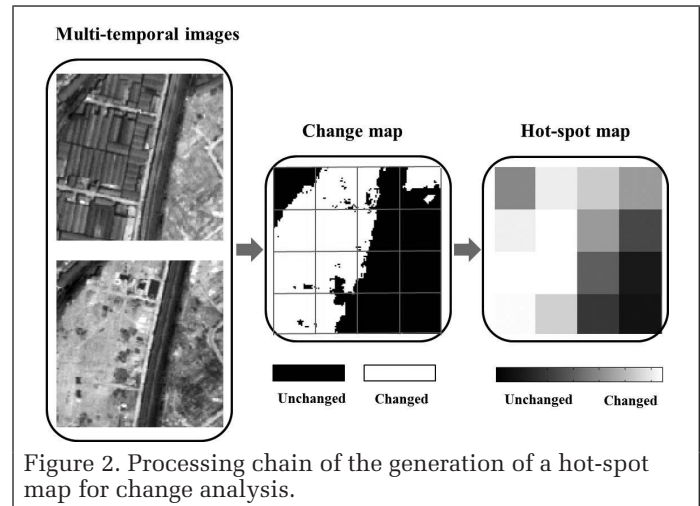 Multi-temporal images
Change map
Hot-spot map
Unchanged
Changed
Unchanged
Changed
Figure 2. Processing chain of the generation of a hot-spot
map for change analysis.